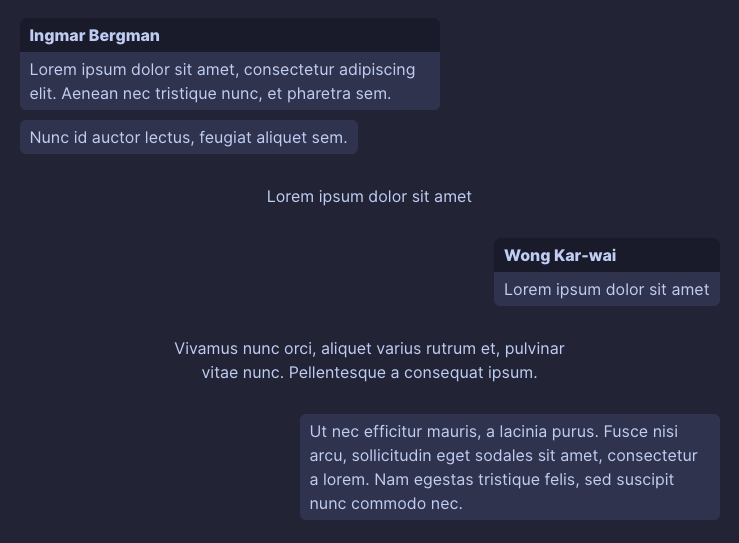 Ingmar Bergman
Lorem ipsum dolor sit amet, consectetur adipiscing
elit. Aenean nec tristique nunc, et pharetra sem.
Nunc id auctor lectus, feugiat aliquet sem.
Lorem ipsum dolor sit amet
Wong Kar-wai
Lorem ipsum dolor sit amet
Vivamus nunc orci, aliquet varius rutrum et, pulvinar
vitae nunc. Pellentesque a consequat ipsum.
Ut nec efficitur mauris, a lacinia purus. Fusce nisi
arcu, sollicitudin eget sodales sit amet, consectetur
a lorem. Nam egestas tristique felis, sed suscipit
nunc commodo nec.